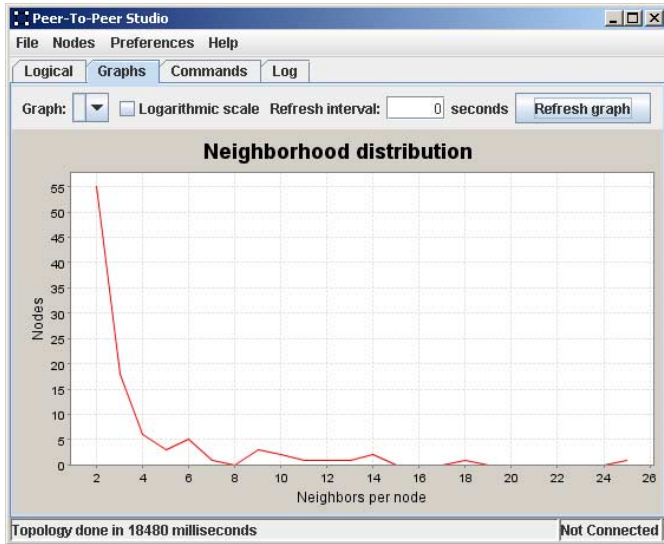 Peer-To-Peer Studio
File Nodes Preferences Help
Logical Graphs Commands Log
Graph: Logarithmic scale Refresh interval: 0 seconds Refresh graph
Neighborhood distribution
55
50
45
40
35
30
25
20
15
10
5
0
Nodes
2 4 6 8 10 12 14 16 18 20 22 24 26
Neighbors per node
Topology done in 18480 milliseconds Not Connected